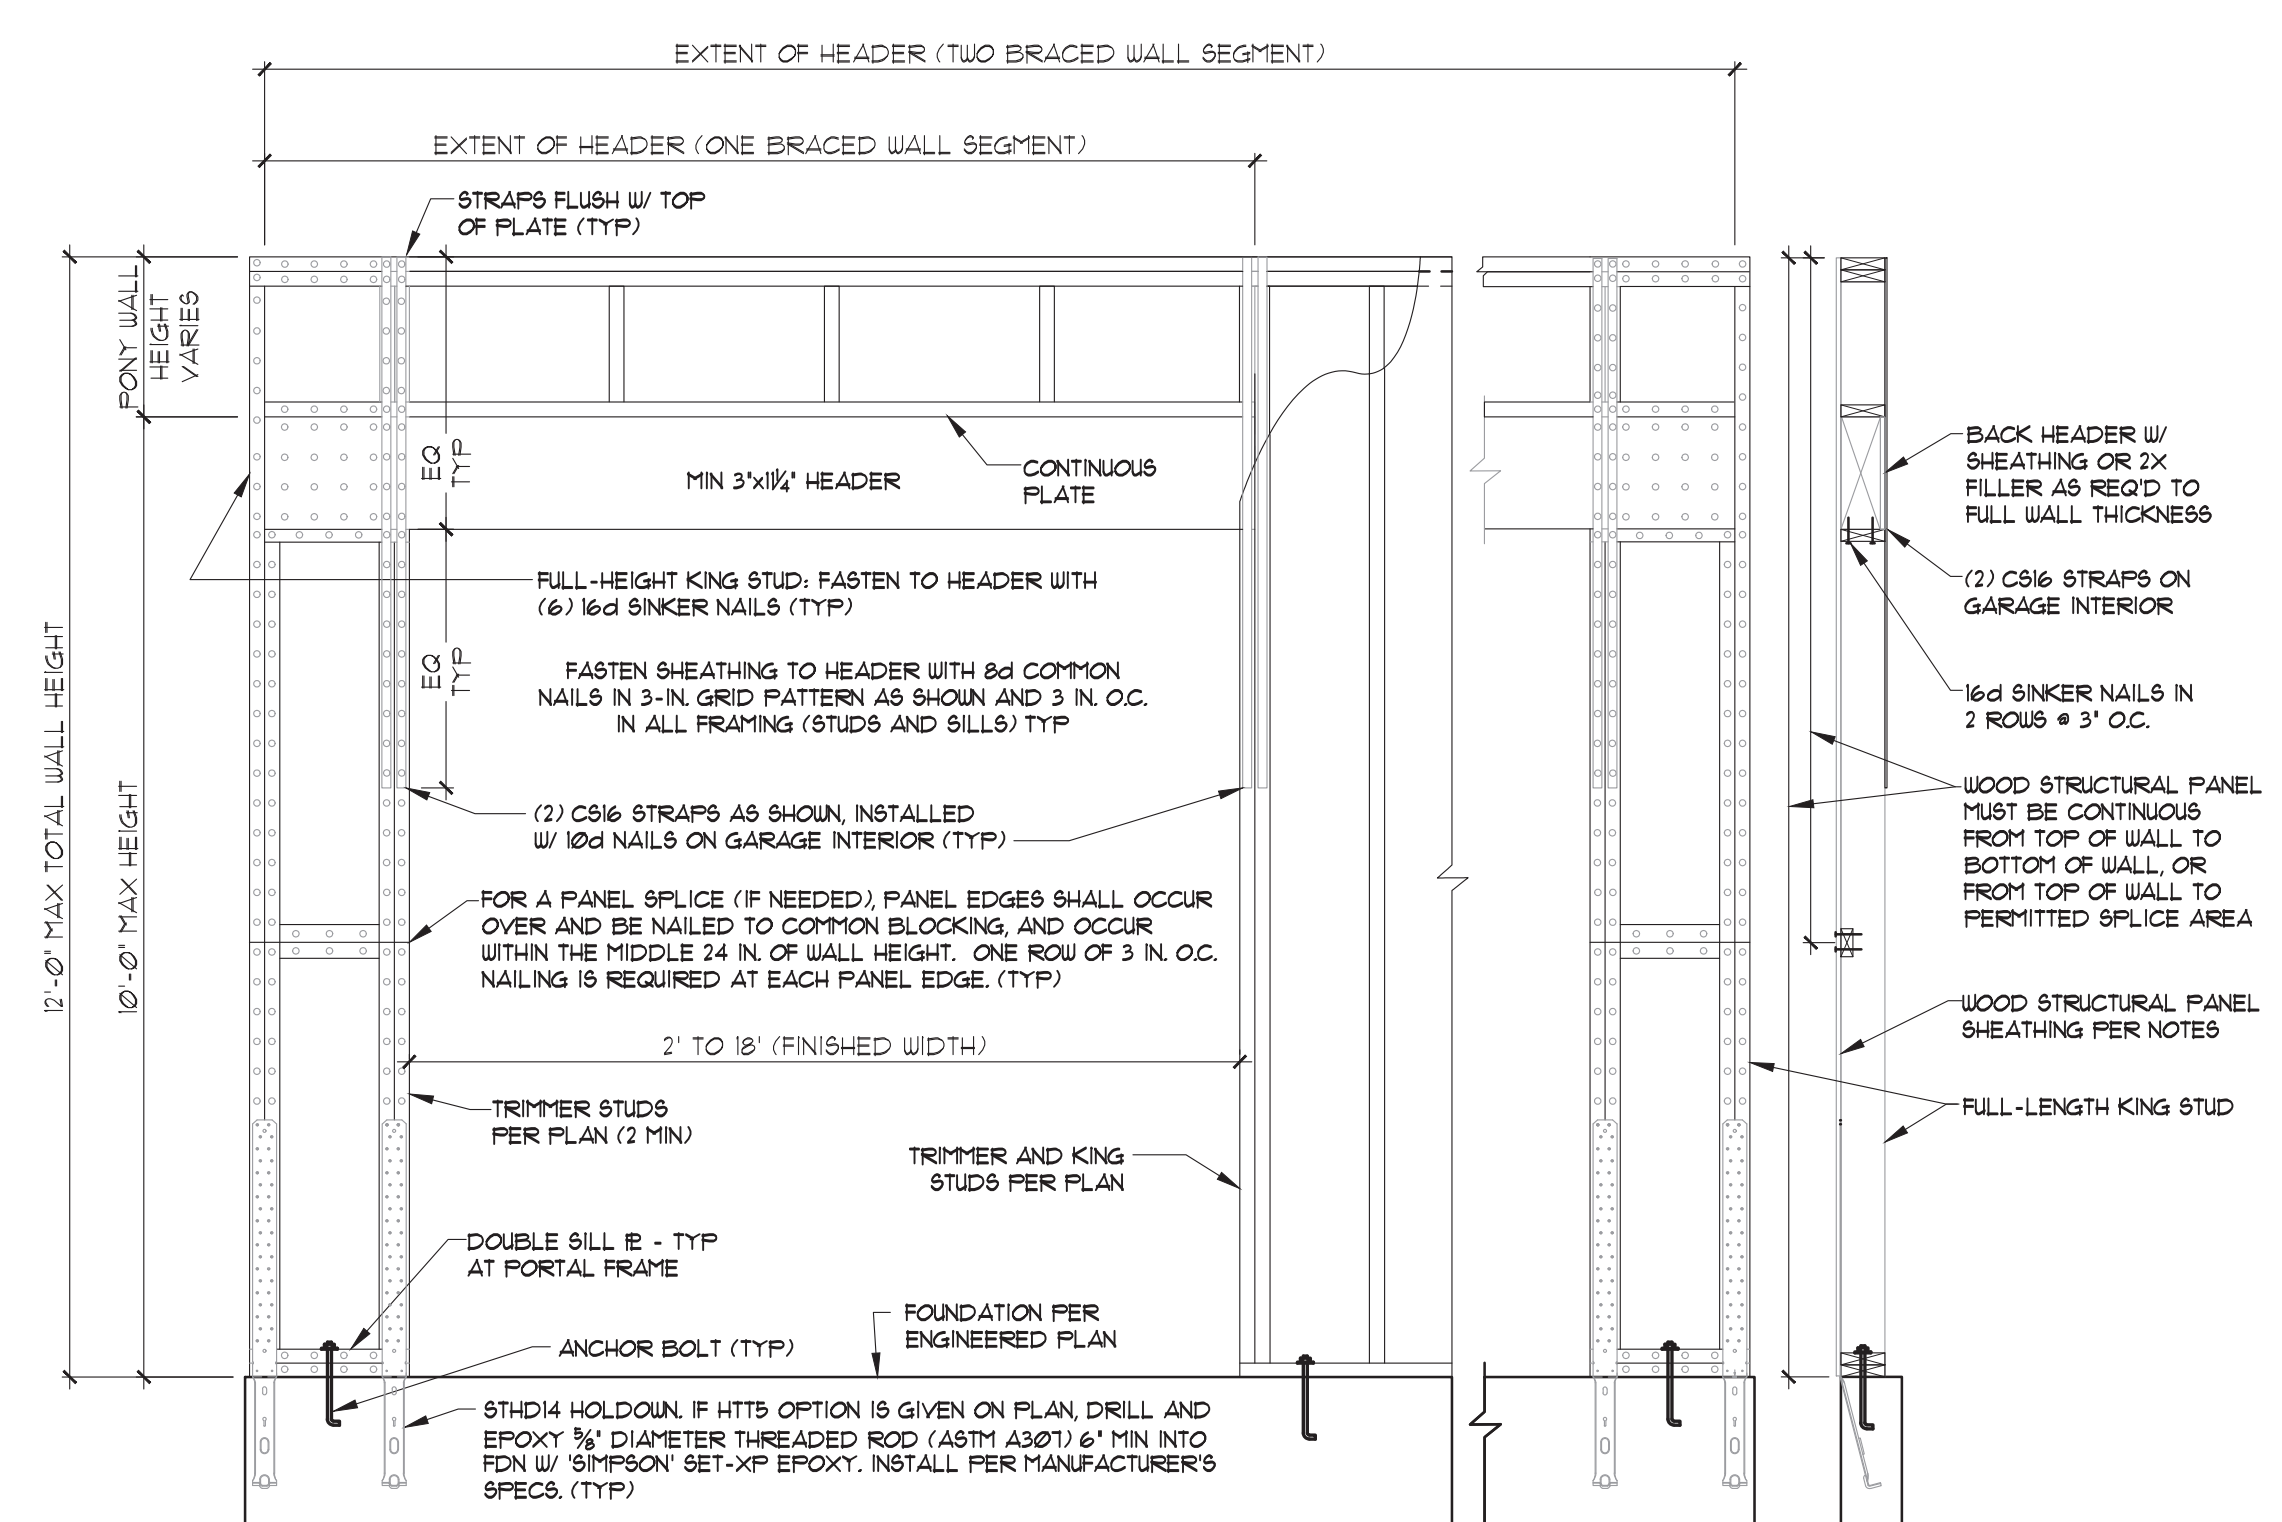 EXTENT OF HEADER (TWO BRACED WALL SEGMENT)
EXTENT OF HEADER (ONE BRACED WALL SEGMENT)
STRAPS FLUSH W/ TOP
OF PLATE (TYP)
PONY WALL
HEIGHT
VARIES
12'-0" MAX TOTAL WALL HEIGHT
10'-0" MAX HEIGHT
EQ
TYP
EQ
TYP
MIN 3"x11¼" HEADER
CONTINUOUS
PLATE
FULL-HEIGHT KING STUD: FASTEN TO HEADER WITH
(6) 16d SINKER NAILS (TYP)
FASTEN SHEATHING TO HEADER WITH 8d COMMON
NAILS IN 3-IN. GRID PATTERN AS SHOWN AND 3 IN. O.C.
IN ALL FRAMING (STUDS AND SILLS) TYP
(2) CS16 STRAPS AS SHOWN, INSTALLED
W/ 10d NAILS ON GARAGE INTERIOR (TYP)
FOR A PANEL SPLICE (IF NEEDED), PANEL EDGES SHALL OCCUR
OVER AND BE NAILED TO COMMON BLOCKING, AND OCCUR
WITHIN THE MIDDLE 24 IN. OF WALL HEIGHT. ONE ROW OF 3 IN. O.C.
NAILING IS REQUIRED AT EACH PANEL EDGE. (TYP)
2' TO 18' (FINISHED WIDTH)
TRIMMER STUDS
PER PLAN (2 MIN)
TRIMMER AND KING
STUDS PER PLAN
DOUBLE SILL PL - TYP
AT PORTAL FRAME
FOUNDATION PER
ENGINEERED PLAN
ANCHOR BOLT (TYP)
STHD14 HOLDOWN. IF HTT5 OPTION IS GIVEN ON PLAN, DRILL AND
EPOXY ⅝" DIAMETER THREADED ROD (ASTM A307) 6" MIN INTO
FDN W/ 'SIMPSON' SET-XP EPOXY. INSTALL PER MANUFACTURER'S
SPECS. (TYP)
BACK HEADER W/
SHEATHING OR 2X
FILLER AS REQ'D TO
FULL WALL THICKNESS
(2) CS16 STRAPS ON
GARAGE INTERIOR
16d SINKER NAILS IN
2 ROWS @ 3" O.C.
WOOD STRUCTURAL PANEL
MUST BE CONTINUOUS
FROM TOP OF WALL TO
BOTTOM OF WALL, OR
FROM TOP OF WALL TO
PERMITTED SPLICE AREA
WOOD STRUCTURAL PANEL
SHEATHING PER NOTES
FULL-LENGTH KING STUD